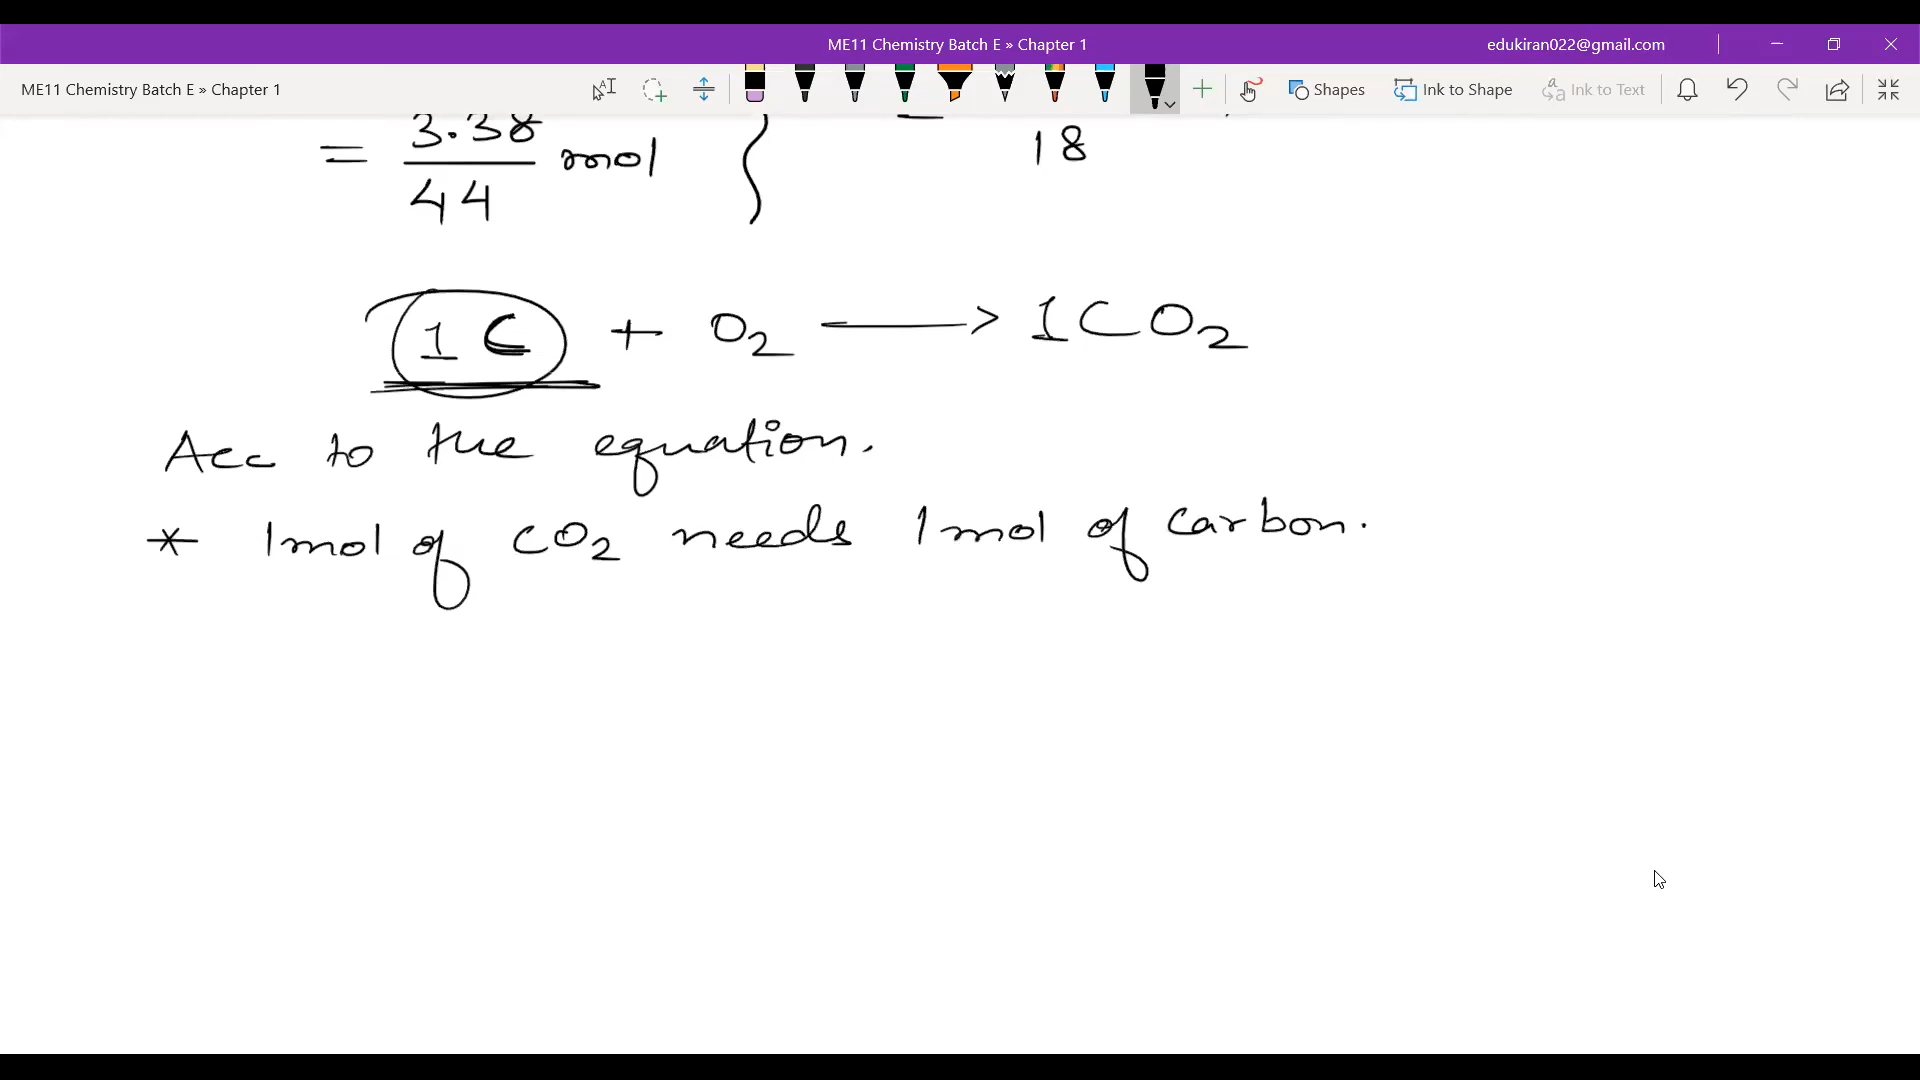 ME11 Chemistry Batch E » Chapter 1
edukiran022@gmail.com
ME11 Chemistry Batch E » Chapter 1
Shapes
Ink to Shape
Ink to Text
= 3.38
44 mol
18
1 C + O₂ ⟶ 1CO₂
Acc to the equation.
* 1mol of CO₂ needs 1mol of carbon.